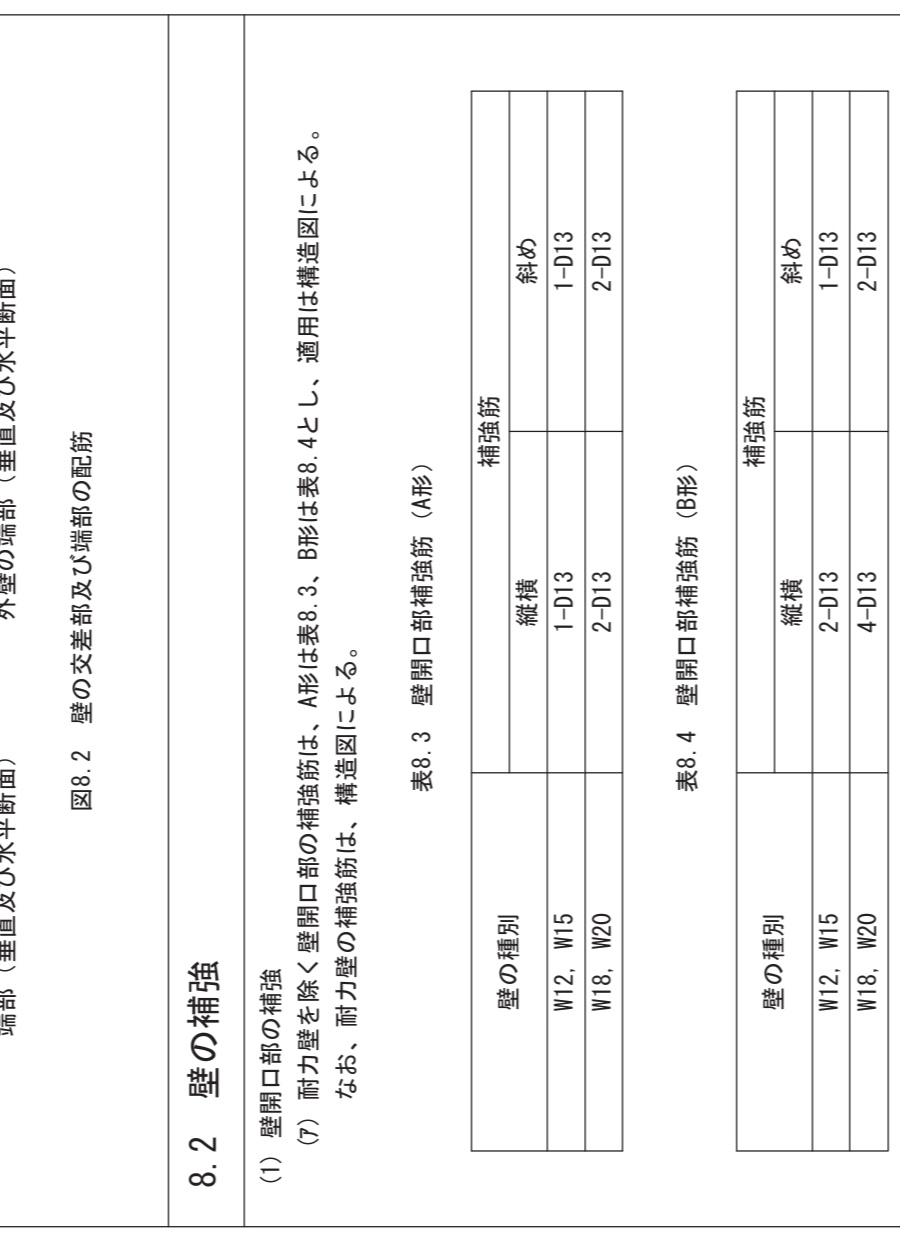 端部（垂直及び水平断面） 外壁の端部（垂直及び水平断面）
図8.2 壁の交差部及び端部の配筋
8.2 壁の補強
(1) 壁開口部の補強
(ｱ) 耐力壁を除く壁開口部の補強筋は、A形は表8.3、B形は表8.4とし、適用は構造図による。
なお、耐力壁の補強筋は、構造図による。
表8.3 壁開口部補強筋（A形）
壁の種別 補強筋
縦横 斜め
W12, W15 1-D13 1-D13
W18, W20 2-D13 2-D13
表8.4 壁開口部補強筋（B形）
壁の種別 補強筋
縦横 斜め
W12, W15 2-D13 1-D13
W18, W20 4-D13 2-D13